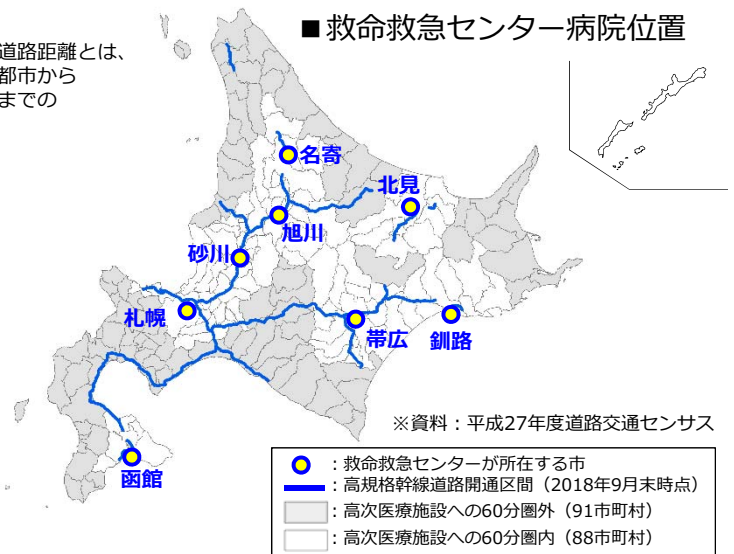 ■救命救急センター病院位置
道路距離とは、
都市から
までの
名寄
北見
旭川
砂川
札幌
帯広
釧路
函館
※資料：平成27年度道路交通センサス
：救命救急センターが所在する市
：高規格幹線道路開通区間（2018年9月末時点）
：高次医療施設への60分圏外（91市町村）
：高次医療施設への60分圏内（88市町村）